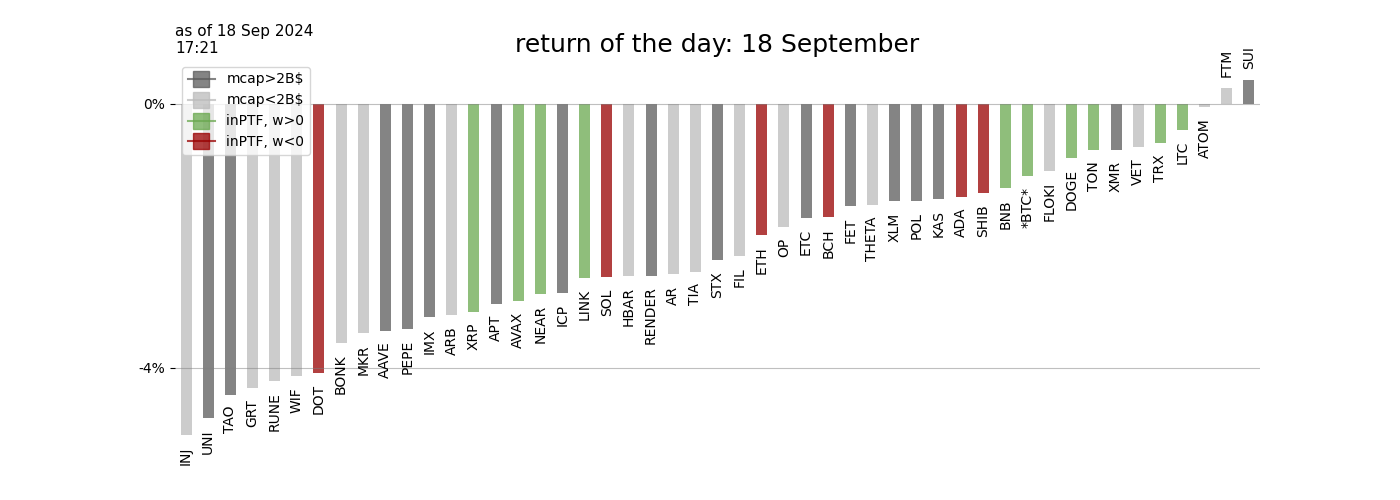 as of 18 Sep 2024
17:21
return of the day: 18 September
mcap>2B$
mcap<2B$
inPTF, w>0
inPTF, w<0
0%
-4%
INJ
UNI
TAO
GRT
RUNE
WIF
DOT
BONK
MKR
AAVE
PEPE
IMX
ARB
XRP
APT
AVAX
NEAR
ICP
LINK
SOL
HBAR
RENDER
AR
TIA
STX
FIL
ETH
OP
ETC
BCH
FET
THETA
XLM
POL
KAS
ADA
SHIB
BNB
*BTC*
FLOKI
DOGE
TON
XMR
VET
TRX
LTC
ATOM
FTM
SUI